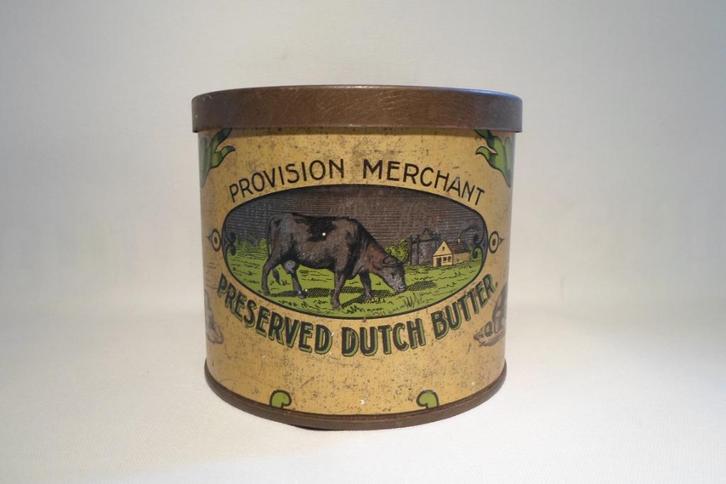 PROVISION MERCHANT
PRESERVED DUTCH BUTTER.